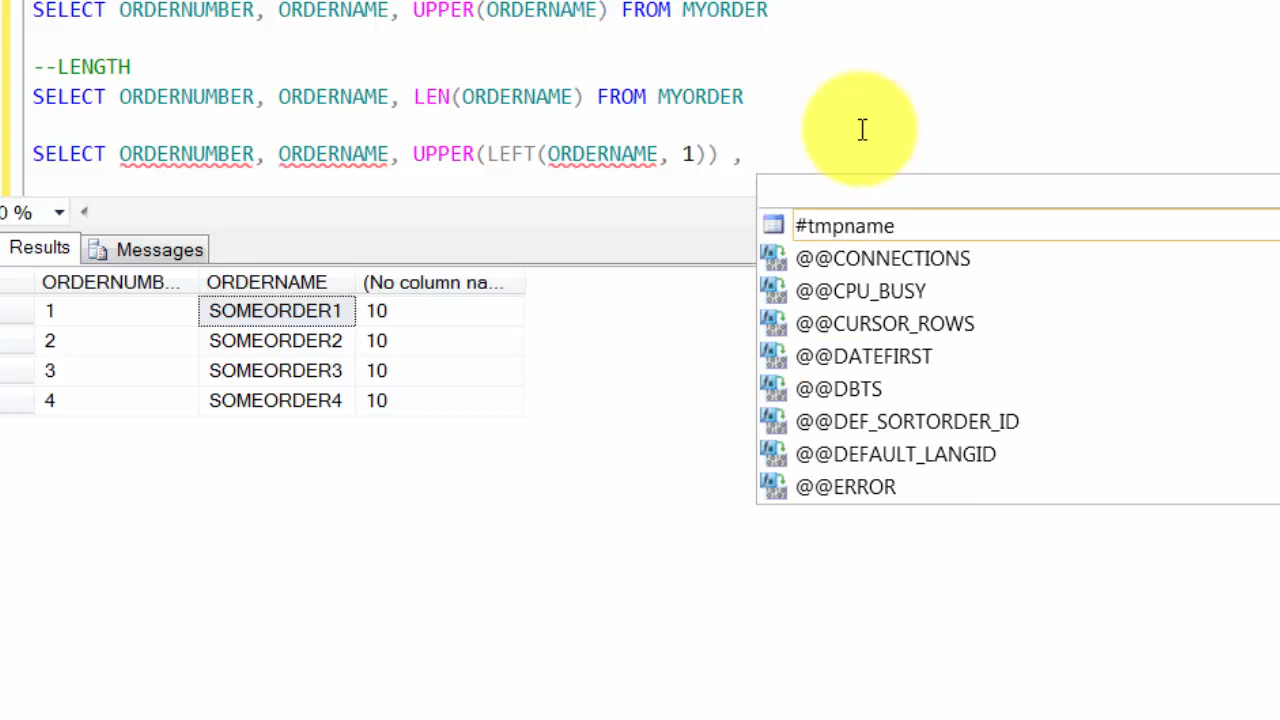 SELECT ORDERNUMBER, ORDERNAME, UPPER(ORDERNAME) FROM MYORDER
--LENGTH
SELECT ORDERNUMBER, ORDERNAME, LEN(ORDERNAME) FROM MYORDER
SELECT ORDERNUMBER, ORDERNAME, UPPER(LEFT(ORDERNAME, 1)) ,
0 %
Results Messages
ORDERNUMB... ORDERNAME (No column na...
1 SOMEORDER1 10
2 SOMEORDER2 10
3 SOMEORDER3 10
4 SOMEORDER4 10
#tmpname
@@CONNECTIONS
@@CPU_BUSY
@@CURSOR_ROWS
@@DATEFIRST
@@DBTS
@@DEF_SORTORDER_ID
@@DEFAULT_LANGID
@@ERROR